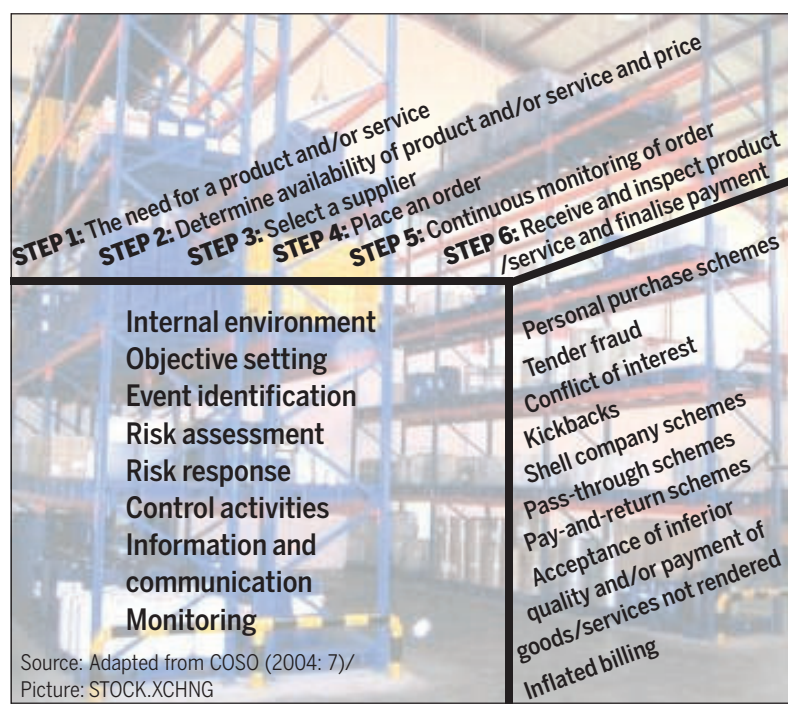 STEP 1: The need for a product and/or service
STEP 2: Determine availability of product and/or service and price
STEP 3: Select a supplier
STEP 4: Place an order
STEP 5: Continuous monitoring of order
STEP 6: Receive and inspect product
/service and finalise payment
Internal environment
Objective setting
Event identification
Risk assessment
Risk response
Control activities
Information and
communication
Monitoring
Source: Adapted from COSO (2004: 7)/
Picture: STOCK.XCHNG
Personal purchase schemes
Tender fraud
Conflict of interest
Kickbacks
Shell company schemes
Pass-through schemes
Pay-and-return schemes
Acceptance of inferior
quality and/or payment of
goods/services not rendered
Inflated billing